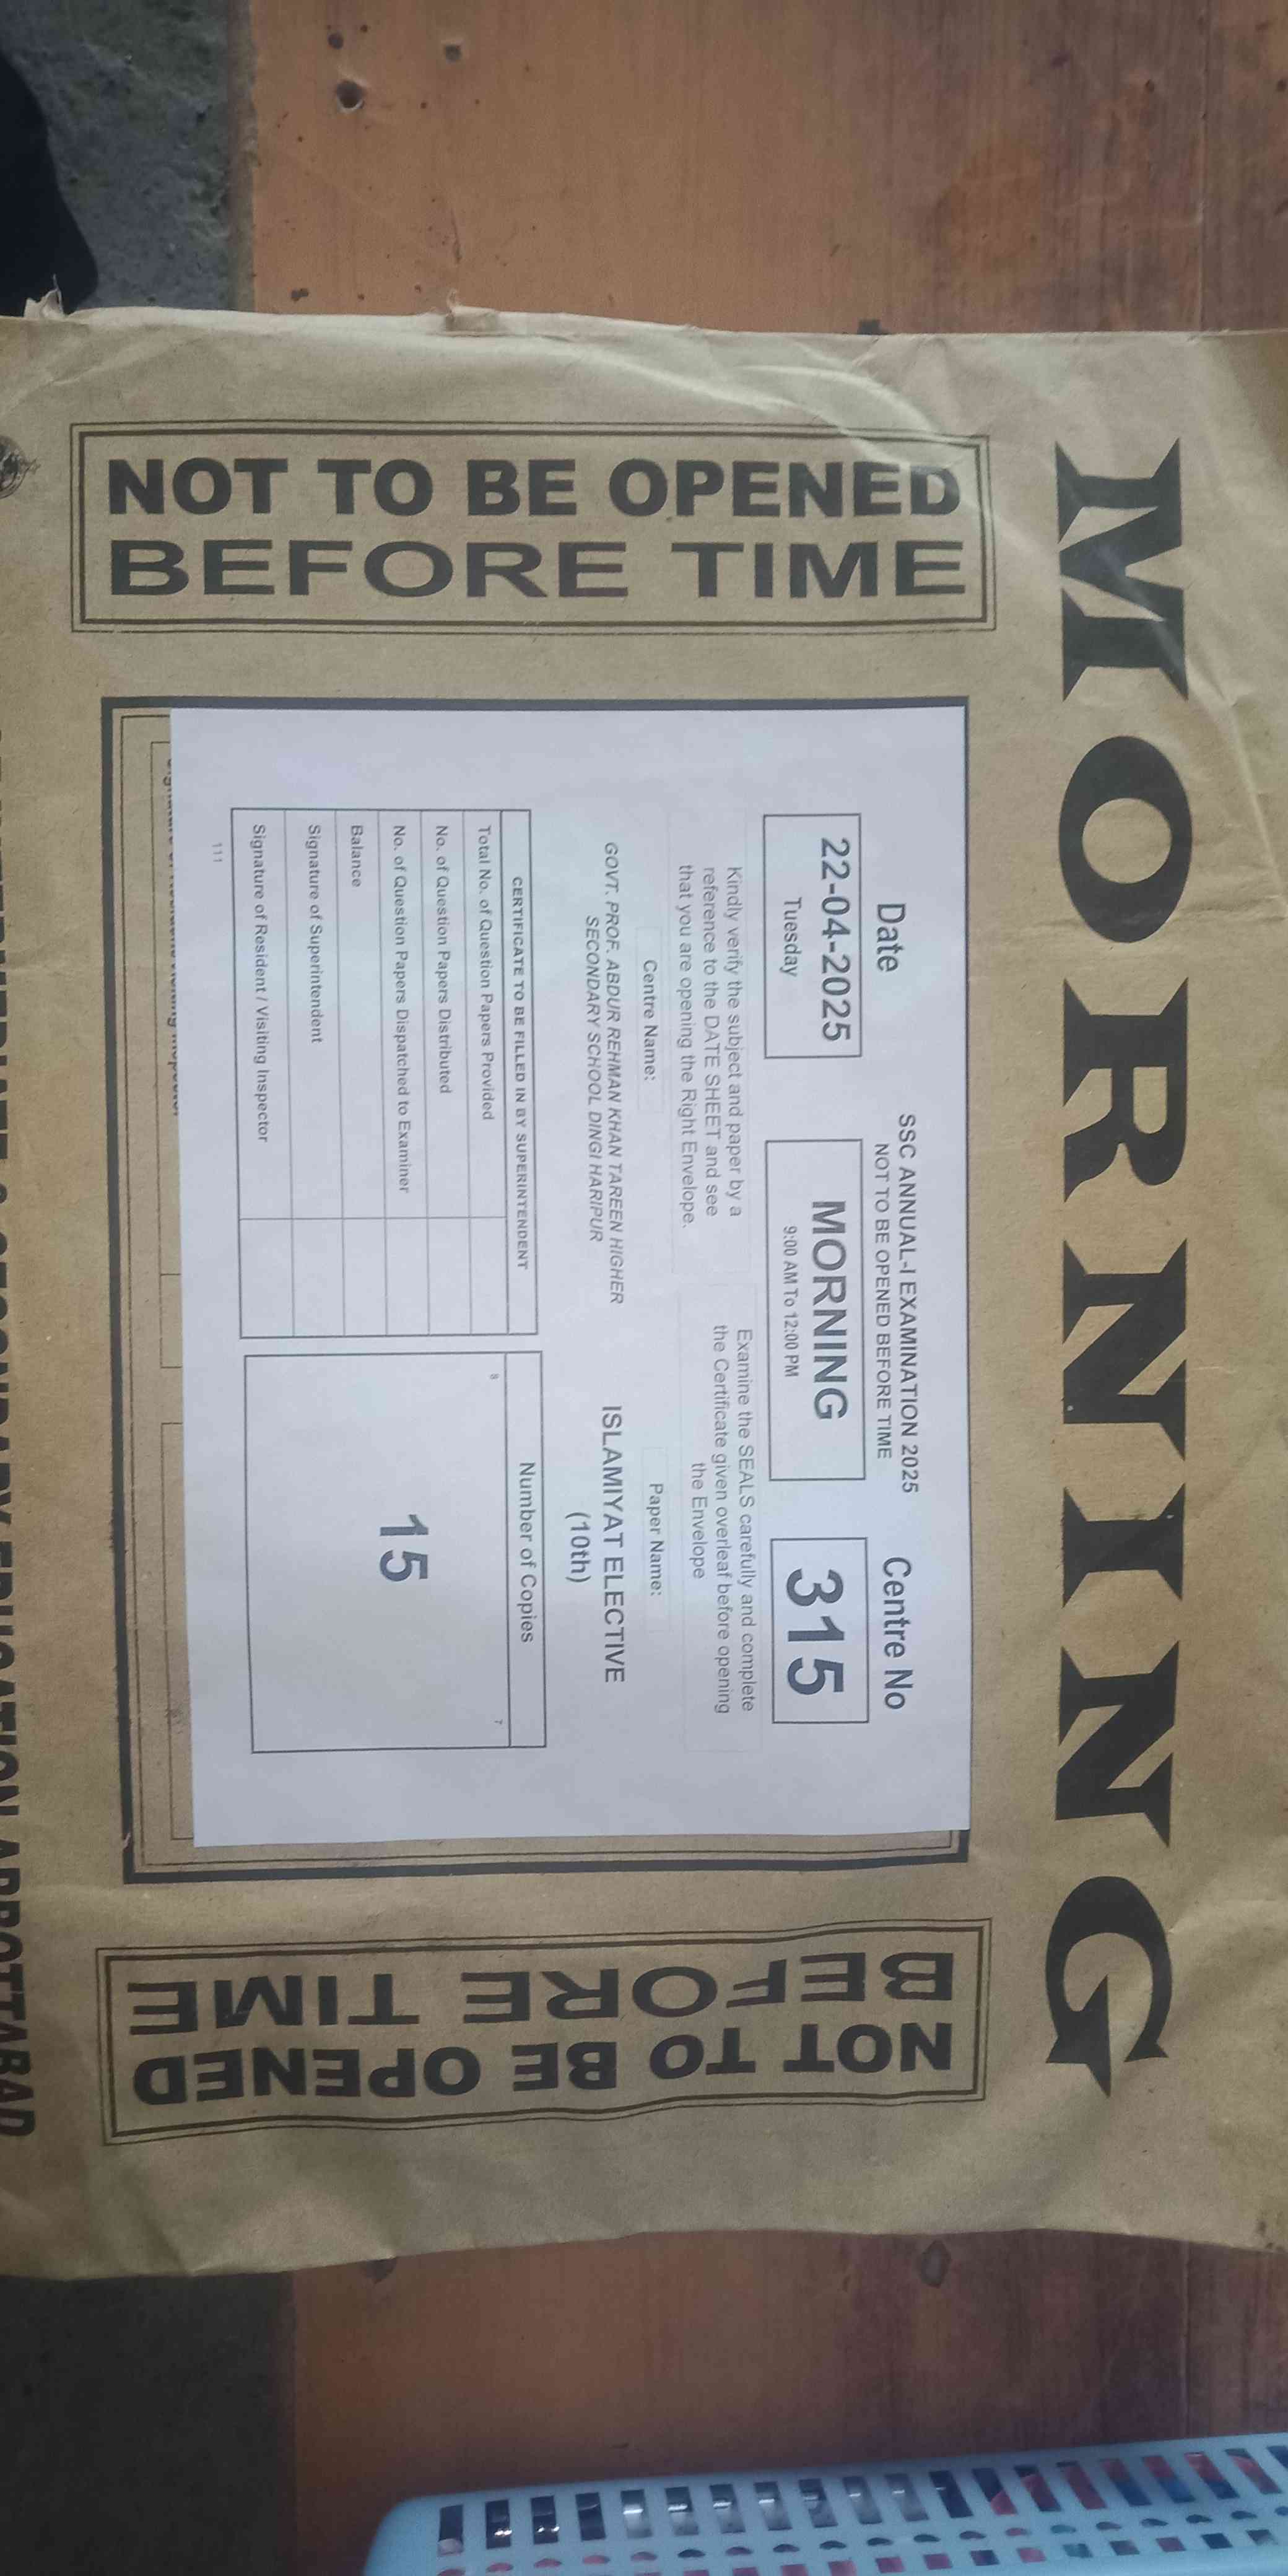 MORNING
NOT TO BE OPENED
BEFORE TIME
SSC ANNUAL-I EXAMINATION 2025
NOT TO BE OPENED BEFORE TIME
Date
22-04-2025
Tuesday
MORNING
9:00 AM To 12:00 PM
Centre No
315
Kindly verify the subject and paper by a
reference to the DATE SHEET and see
that you are opening the Right Envelope.
Examine the SEALS carefully and complete
the Certificate given overleaf before opening
the Envelope
Centre Name:
GOVT. PROF. ABDUR REHMAN KHAN TAREEN HIGHER
SECONDARY SCHOOL DINGI HARIPUR
Paper Name:
ISLAMIYAT ELECTIVE
(10th)
CERTIFICATE TO BE FILLED IN BY SUPERINTENDENT
Total No. of Question Papers Provided
No. of Question Papers Distributed
No. of Question Papers Dispatched to Examiner
Balance
Signature of Superintendent
Signature of Resident / Visiting Inspector
Number of Copies
8
7
15
111
NOT TO BE OPENED
BEFORE TIME
SECONDARY EDUCATION ABBOTTABAD